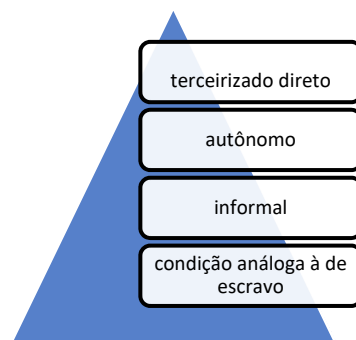 terceirizado direto
autônomo
informal
condição análoga à de
escravo